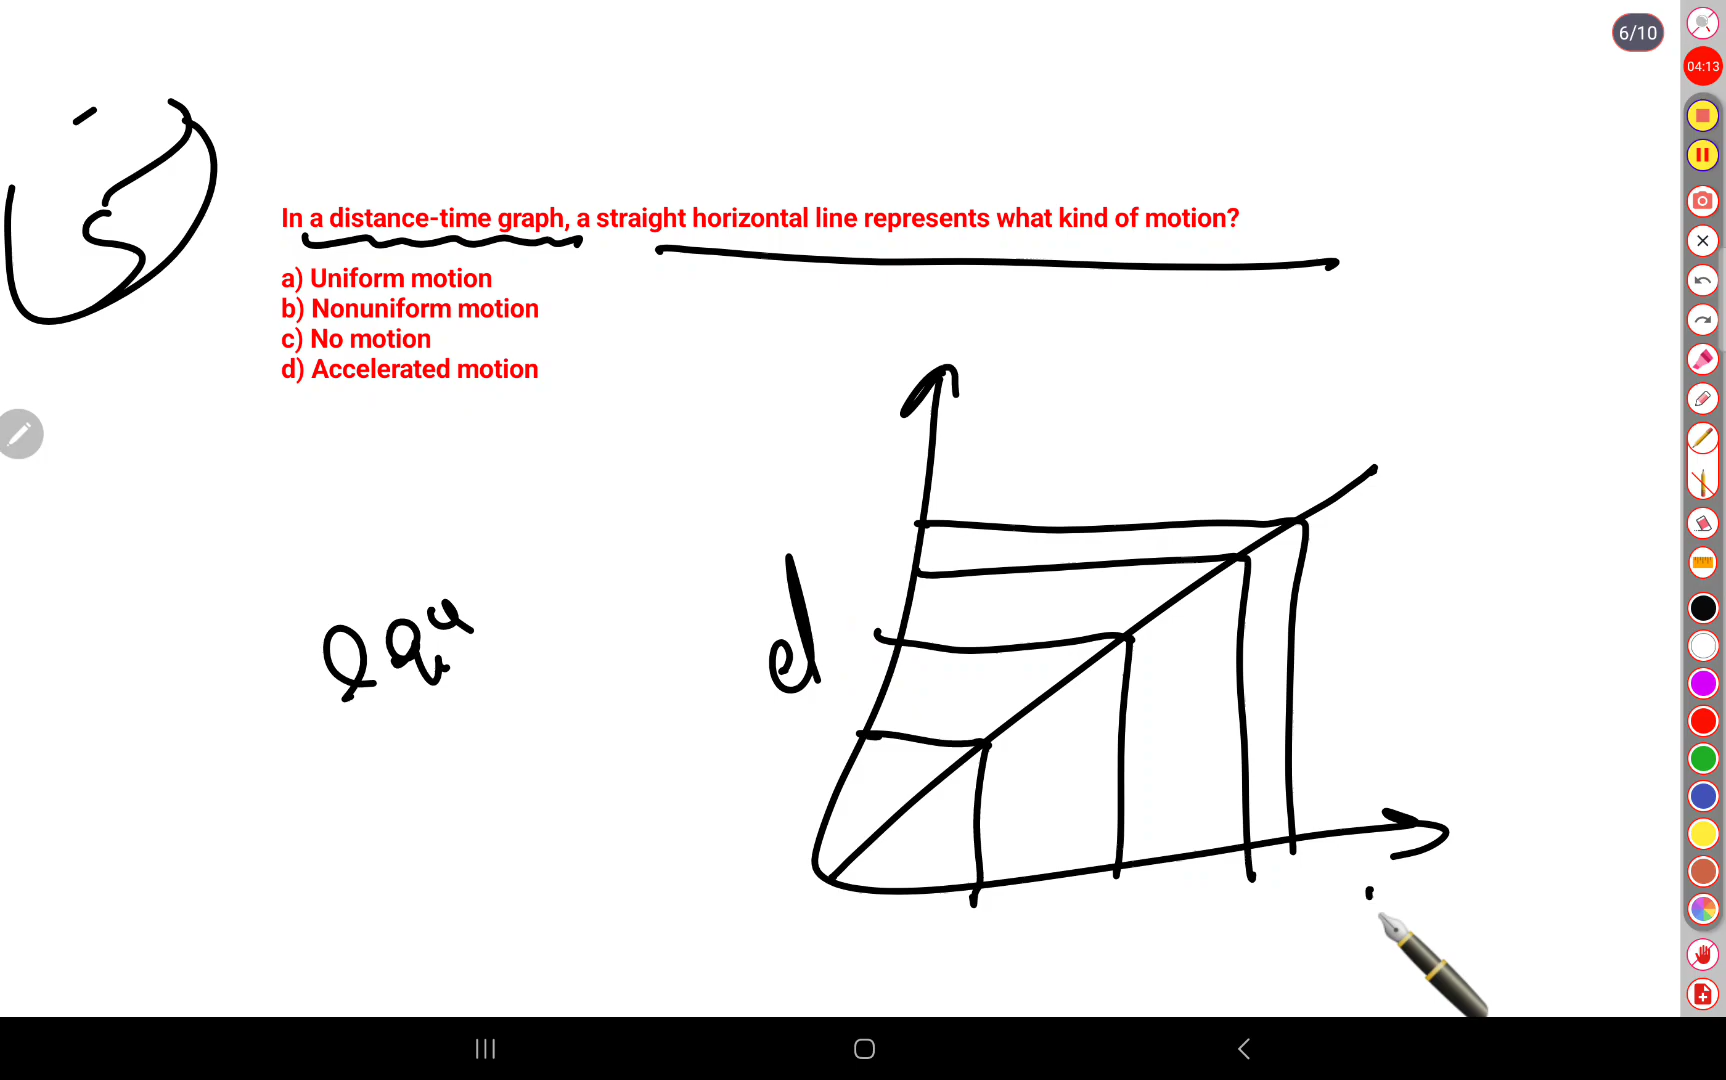 6/10
04:13
In a distance-time graph, a straight horizontal line represents what kind of motion?
a) Uniform motion
b) Nonuniform motion
c) No motion
d) Accelerated motion
d